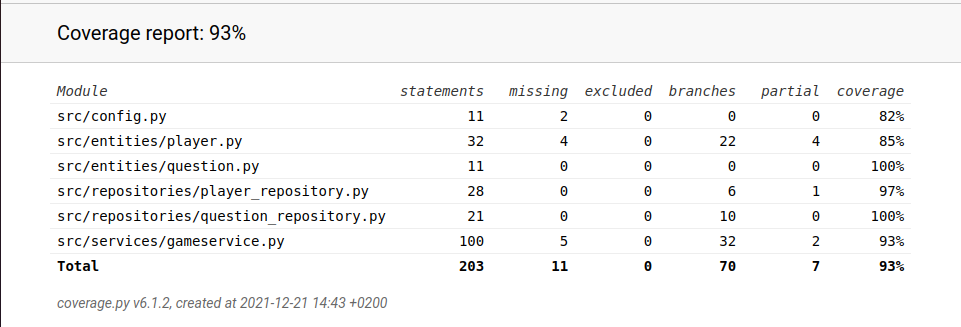 Coverage report: 93%
Module statements missing excluded branches partial coverage
src/config.py 11 2 0 0 0 82%
src/entities/player.py 32 4 0 22 4 85%
src/entities/question.py 11 0 0 0 0 100%
src/repositories/player_repository.py 28 0 0 6 1 97%
src/repositories/question_repository.py 21 0 0 10 0 100%
src/services/gameservice.py 100 5 0 32 2 93%
Total 203 11 0 70 7 93%
coverage.py v6.1.2, created at 2021-12-21 14:43 +0200